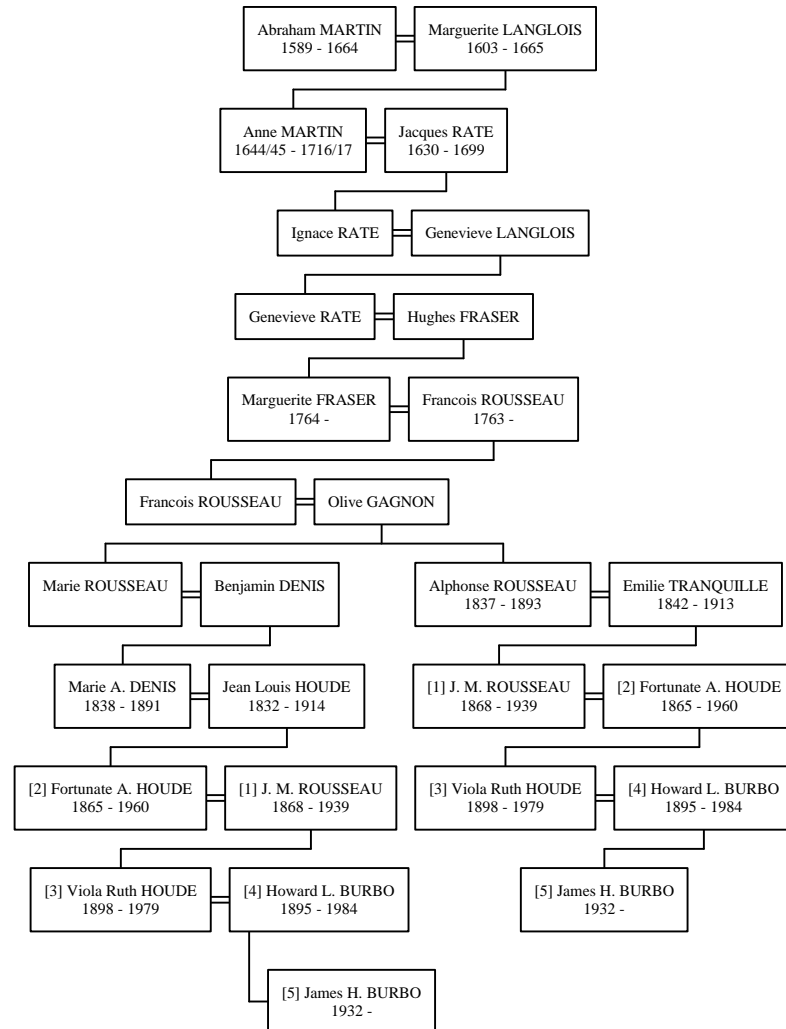 Abraham MARTIN
1589 - 1664
Marguerite LANGLOIS
1603 - 1665
Anne MARTIN
1644/45 - 1716/17
Jacques RATE
1630 - 1699
Ignace RATE
Genevieve LANGLOIS
Genevieve RATE
Hughes FRASER
Marguerite FRASER
1764 -
Francois ROUSSEAU
1763 -
Francois ROUSSEAU
Olive GAGNON
Marie ROUSSEAU
Benjamin DENIS
Alphonse ROUSSEAU
1837 - 1893
Emilie TRANQUILLE
1842 - 1913
Marie A. DENIS
1838 - 1891
Jean Louis HOUDE
1832 - 1914
[1] J. M. ROUSSEAU
1868 - 1939
[2] Fortunate A. HOUDE
1865 - 1960
[2] Fortunate A. HOUDE
1865 - 1960
[1] J. M. ROUSSEAU
1868 - 1939
[3] Viola Ruth HOUDE
1898 - 1979
[4] Howard L. BURBO
1895 - 1984
[3] Viola Ruth HOUDE
1898 - 1979
[4] Howard L. BURBO
1895 - 1984
[5] James H. BURBO
1932 -
[5] James H. BURBO
1932 -